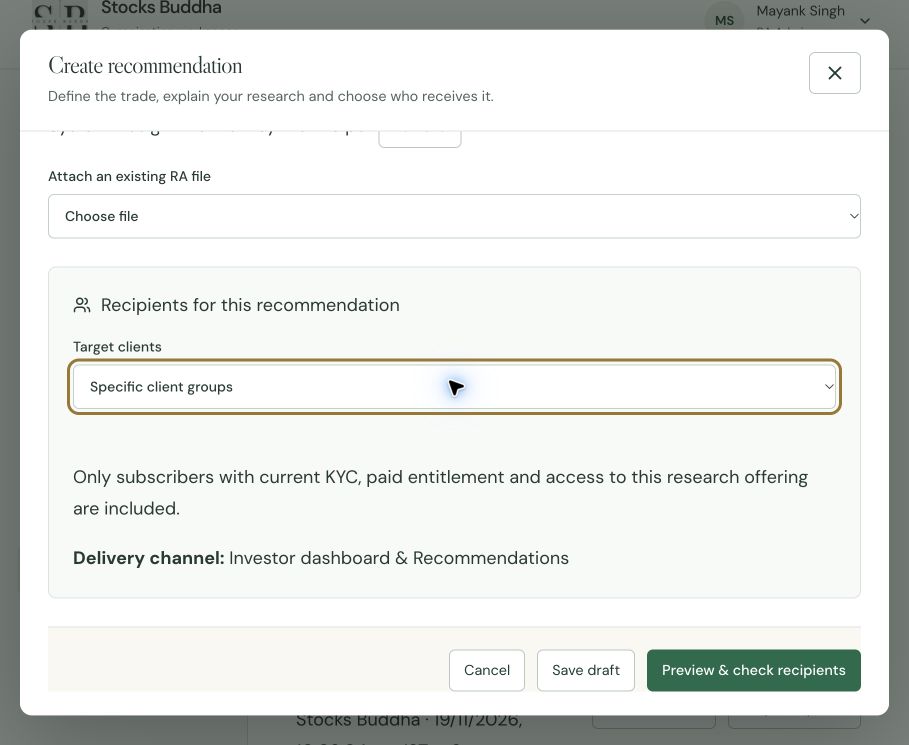 Stocks Buddha
MS
Mayank Singh
Create recommendation
Define the trade, explain your research and choose who receives it.
Attach an existing RA file
Choose file
Recipients for this recommendation
Target clients
Specific client groups
Only subscribers with current KYC, paid entitlement and access to this research offering
are included.
Delivery channel: Investor dashboard & Recommendations
Cancel
Save draft
Preview & check recipients
Stocks Buddha · 19/11/2026,